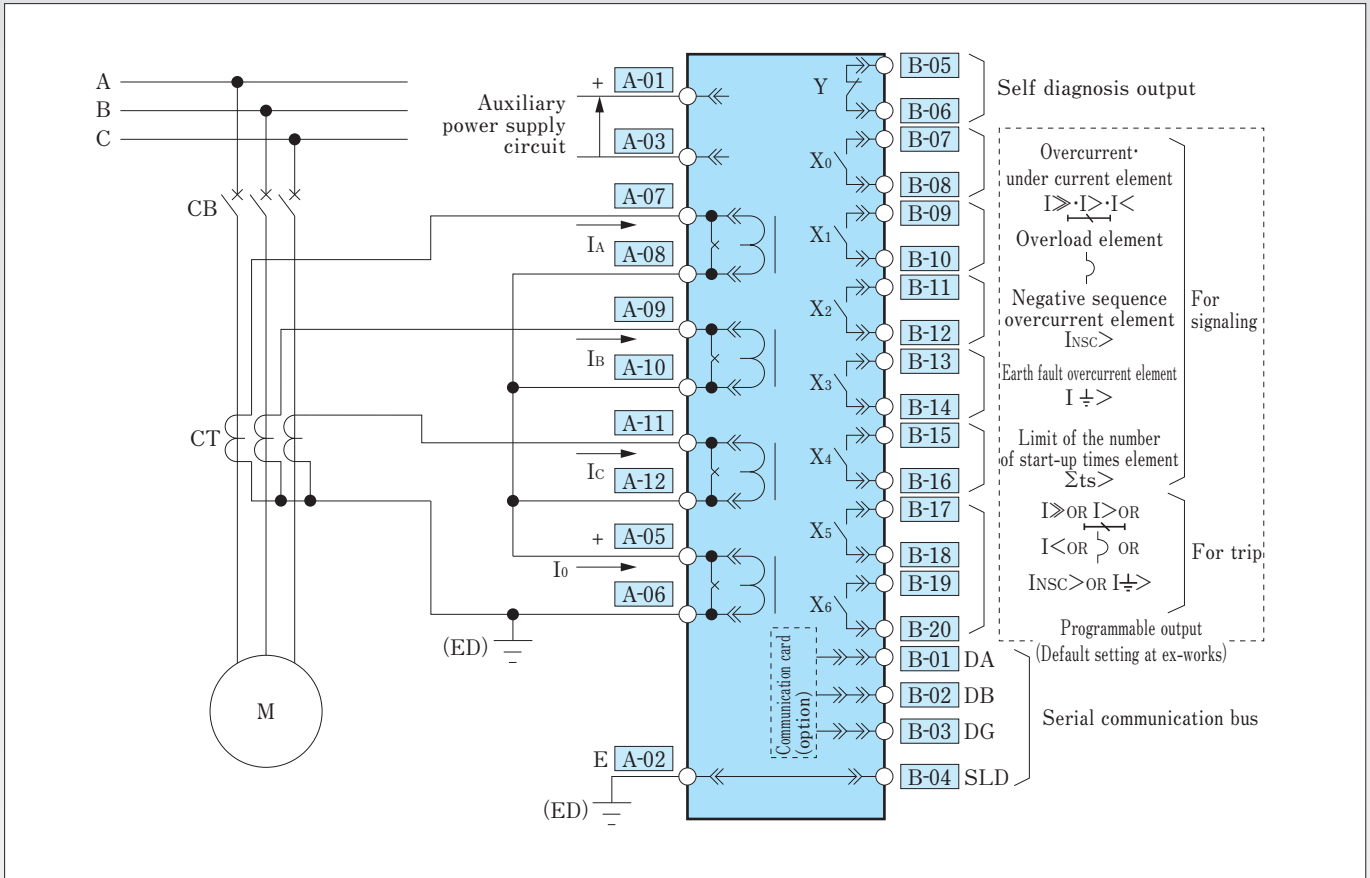 A
B
C
CB
CT
M
Auxiliary
power supply
circuit
+ A-01
A-03
A-07
IA
A-08
A-09
IB
A-10
A-11
IC
A-12
+ A-05
I0
A-06
(ED)
E A-02
(ED)
Y
X0
X1
X2
X3
X4
X5
X6
Communication card
(option)
B-05
B-06
B-07
B-08
B-09
B-10
B-11
B-12
B-13
B-14
B-15
B-16
B-17
B-18
B-19
B-20
B-01 DA
B-02 DB
B-03 DG
B-04 SLD
Self diagnosis output
Overcurrent・
under current element
I≫・I>・I<
Overload element
Negative sequence
overcurrent element
INSC>
Earth fault overcurrent element
I⏚>
Limit of the number
of start-up times element
Σts>
For
signaling
I≫OR I>OR
I<OR OR
INSC>OR I⏚>
For trip
Programmable output
(Default setting at ex-works)
Serial communication bus